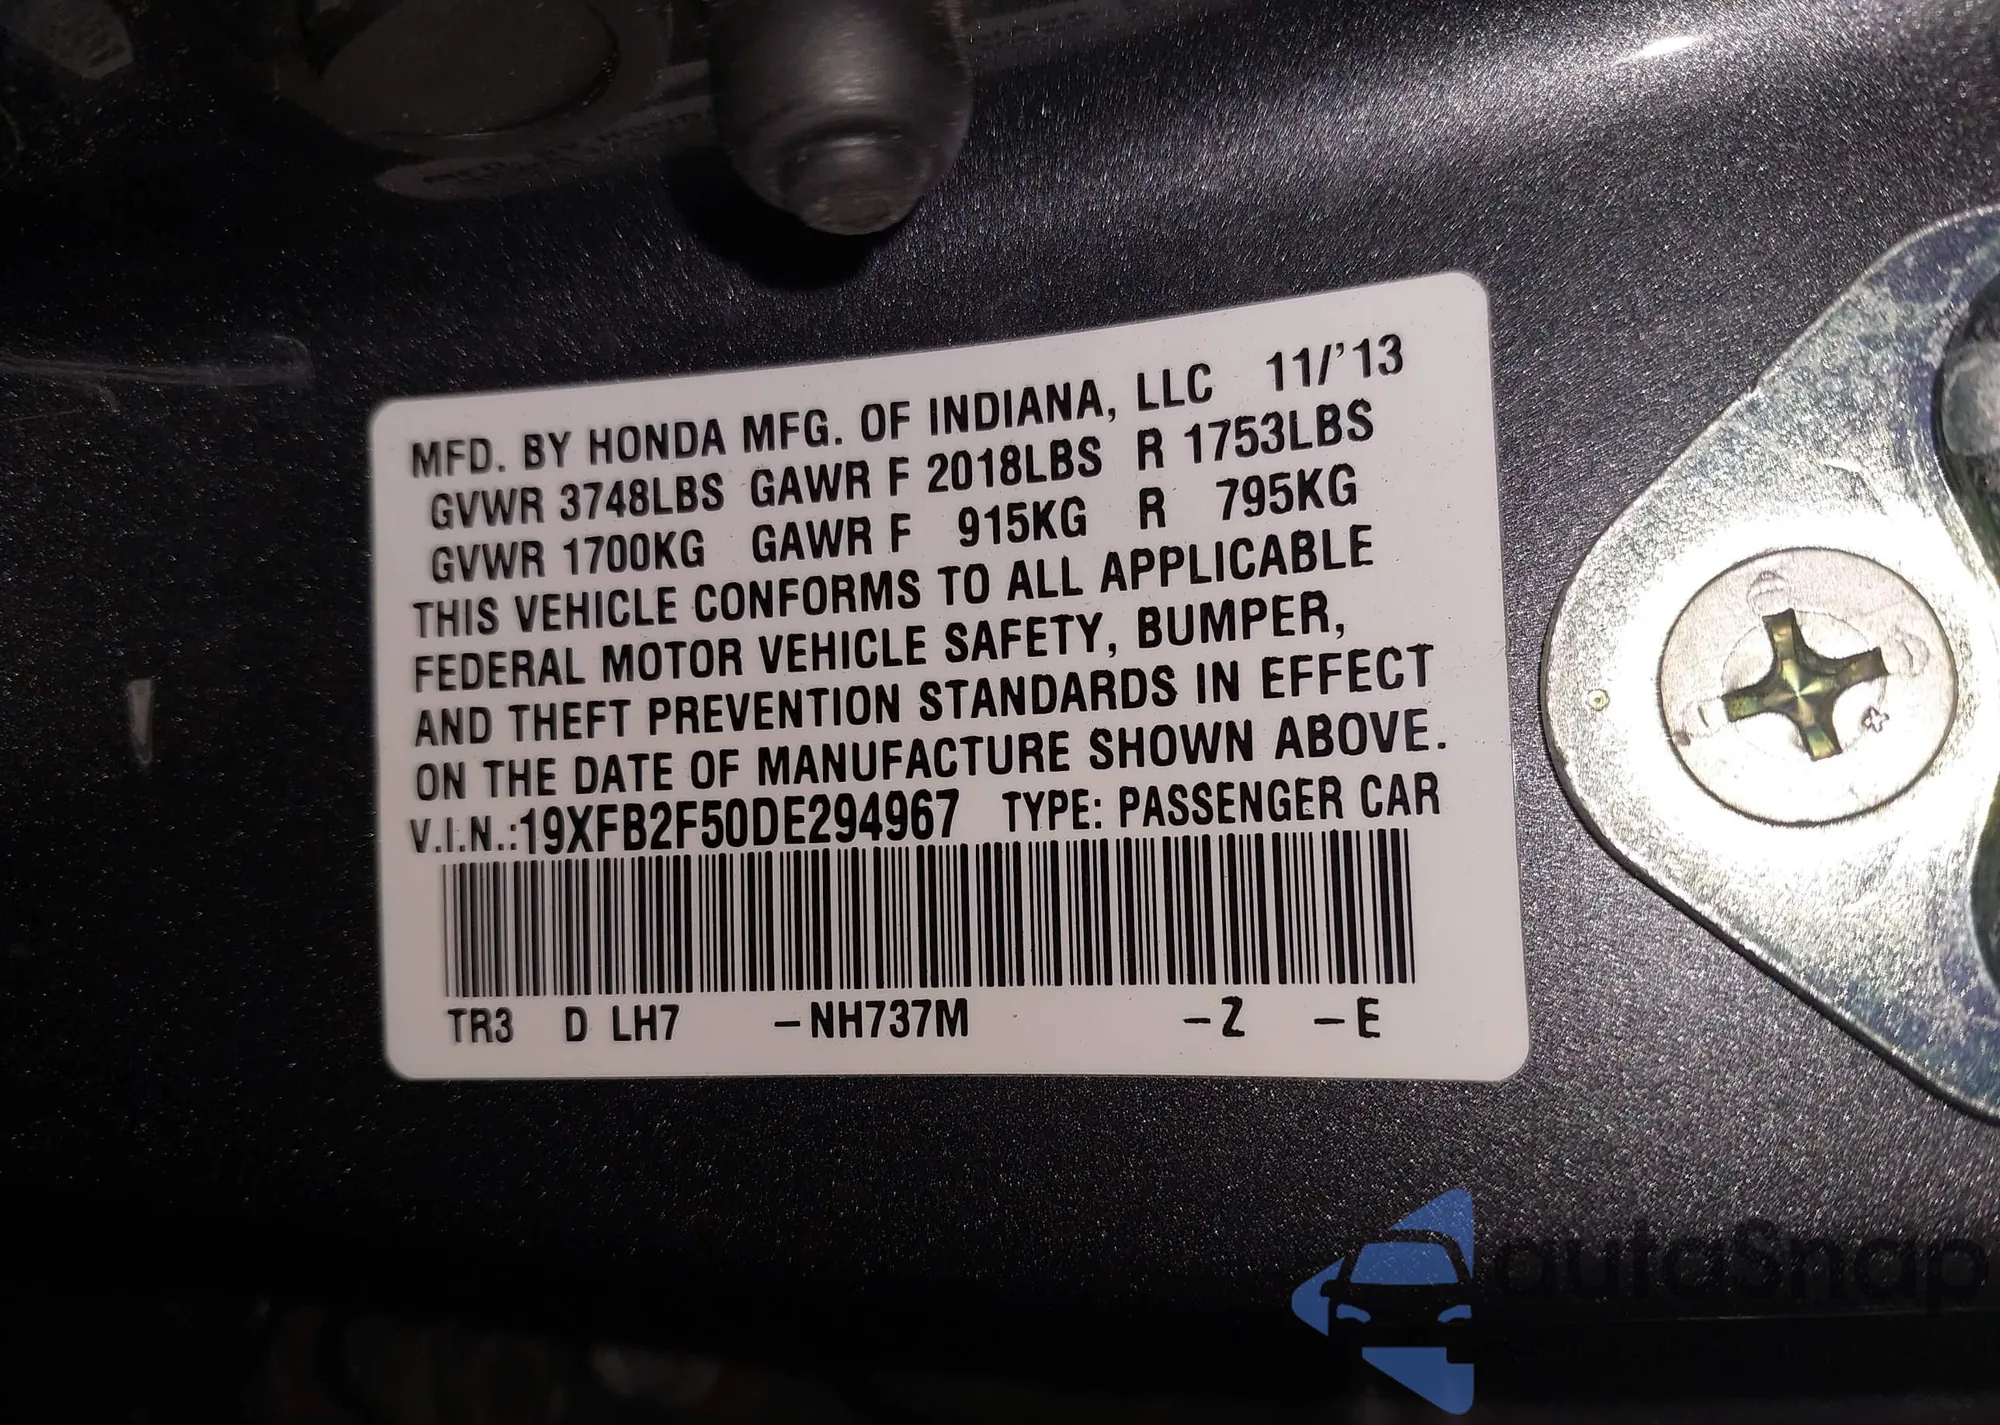 MFD. BY HONDA MFG. OF INDIANA, LLC 11/'13
GVWR 3748LBS GAWR F 2018LBS R 1753LBS
GVWR 1700KG GAWR F 915KG R 795KG
THIS VEHICLE CONFORMS TO ALL APPLICABLE
FEDERAL MOTOR VEHICLE SAFETY, BUMPER,
AND THEFT PREVENTION STANDARDS IN EFFECT
ON THE DATE OF MANUFACTURE SHOWN ABOVE.
V.I.N.:19XFB2F50DE294967 TYPE: PASSENGER CAR
TR3 D LH7 –NH737M –Z –E
autaSnap